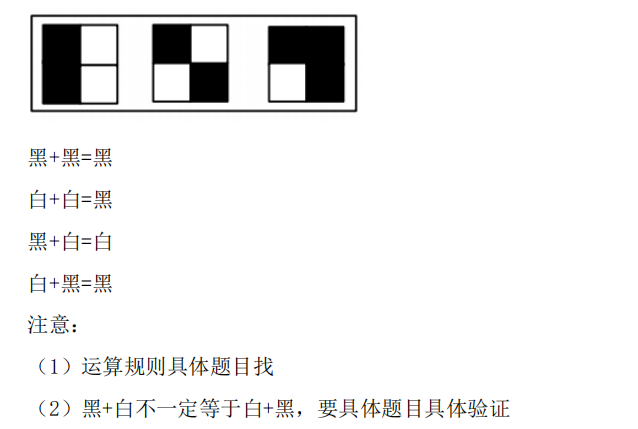 黑+黑=黑
白+白=黑
黑+白=白
白+黑=黑
注意：
（1）运算规则具体题目找
（2）黑+白不一定等于白+黑，要具体题目具体验证